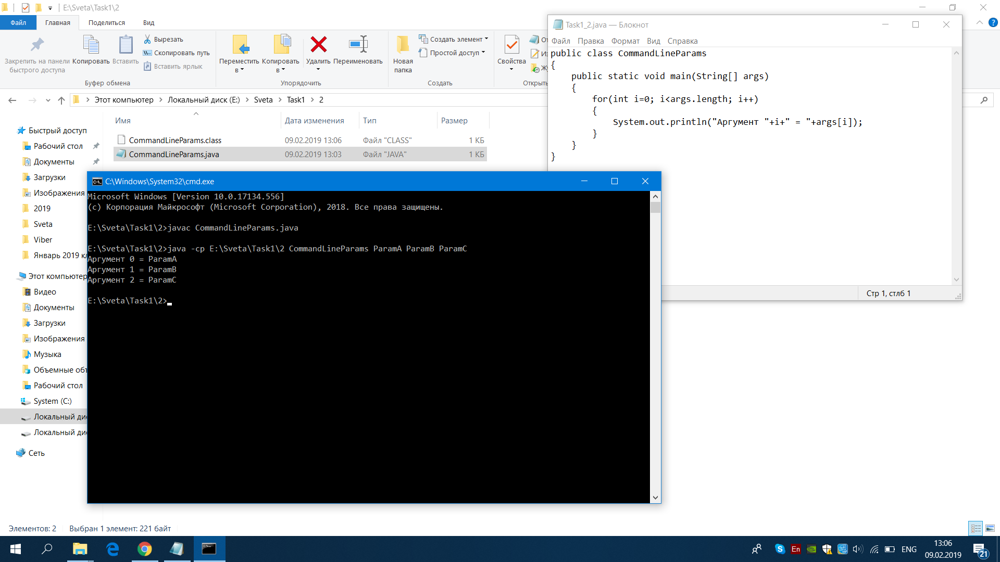 E:\Sveta\Task1\2
Файл
Главная
Поделиться
Вид
Закрепить на панели быстрого доступа
Копировать
Вставить
Вырезать
Скопировать путь
Вставить ярлык
Буфер обмена
Переместить в
Копировать в
Удалить
Переименовать
Упорядочить
Новая папка
Создать элемент
Простой доступ
Создать
Свойства
Открыть
Этот компьютер > Локальный диск (E:) > Sveta > Task1 > 2
Имя
Дата изменения
Тип
Размер
CommandLineParams.class 09.02.2019 13:06 Файл "CLASS" 1 КБ
CommandLineParams.java 09.02.2019 13:03 Файл "JAVA" 1 КБ
Быстрый доступ
Рабочий стол
Документы
Загрузки
Изображения
2019
Sveta
Viber
Январь 2019
Этот компьютер
Видео
Документы
Загрузки
Изображения
Музыка
Объемные
Рабочий стол
System (C:)
Локальный
Локальный
Сеть
Элементов: 2
Выбран 1 элемент: 221 байт
Task1_2.java — Блокнот
Файл Правка Формат Вид Справка
public class CommandLineParams
{
    public static void main(String[] args)
    {
        for(int i=0; i<args.length; i++)
        {
            System.out.println("Аргумент "+i+" = "+args[i]);
        }
    }
}
Стр 1, стлб 1
C:\Windows\System32\cmd.exe
Microsoft Windows [Version 10.0.17134.556]
(c) Корпорация Майкрософт (Microsoft Corporation), 2018. Все права защищены.
E:\Sveta\Task1\2>javac CommandLineParams.java
E:\Sveta\Task1\2>java -cp E:\Sveta\Task1\2 CommandLineParams ParamA ParamB ParamC
Аргумент 0 = ParamA
Аргумент 1 = ParamB
Аргумент 2 = ParamC
E:\Sveta\Task1\2>
En
ENG
13:06
09.02.2019
21